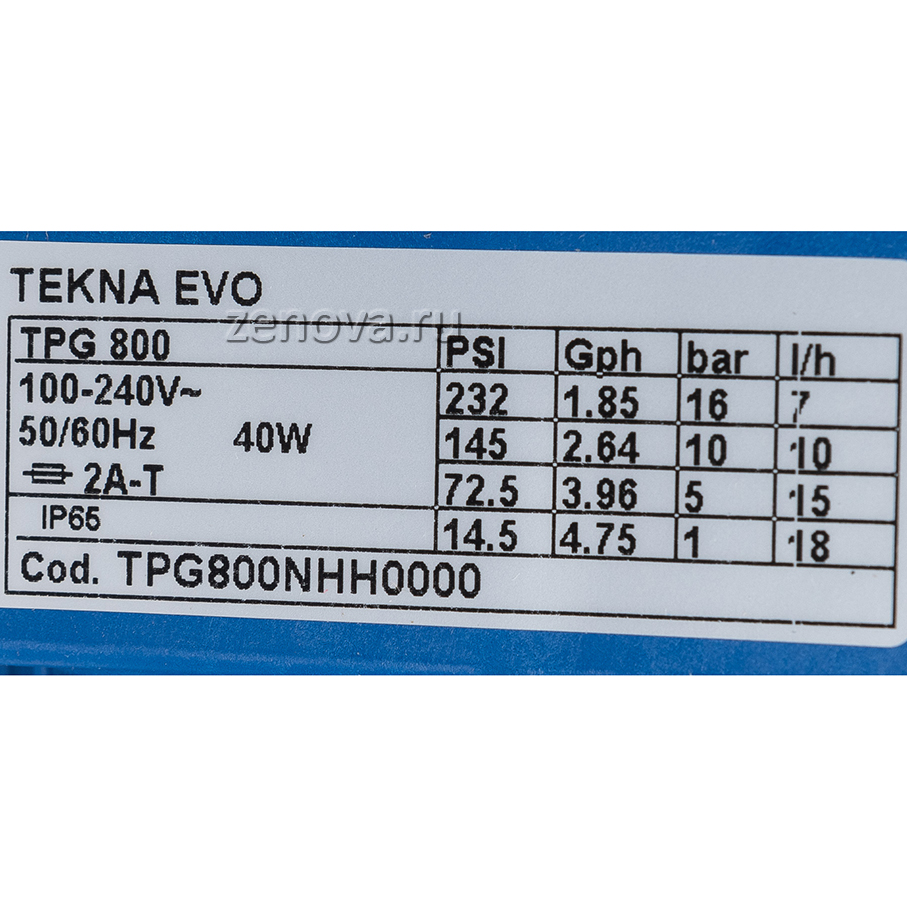 TEKNA EVO
zenova.ru
TPG 800 PSI Gph bar l/h
100-240V~ 232 1.85 16 7
50/60Hz 40W 145 2.64 10 10
2A-T 72.5 3.96 5 15
IP65 14.5 4.75 1 18
Cod. TPG800NHH0000